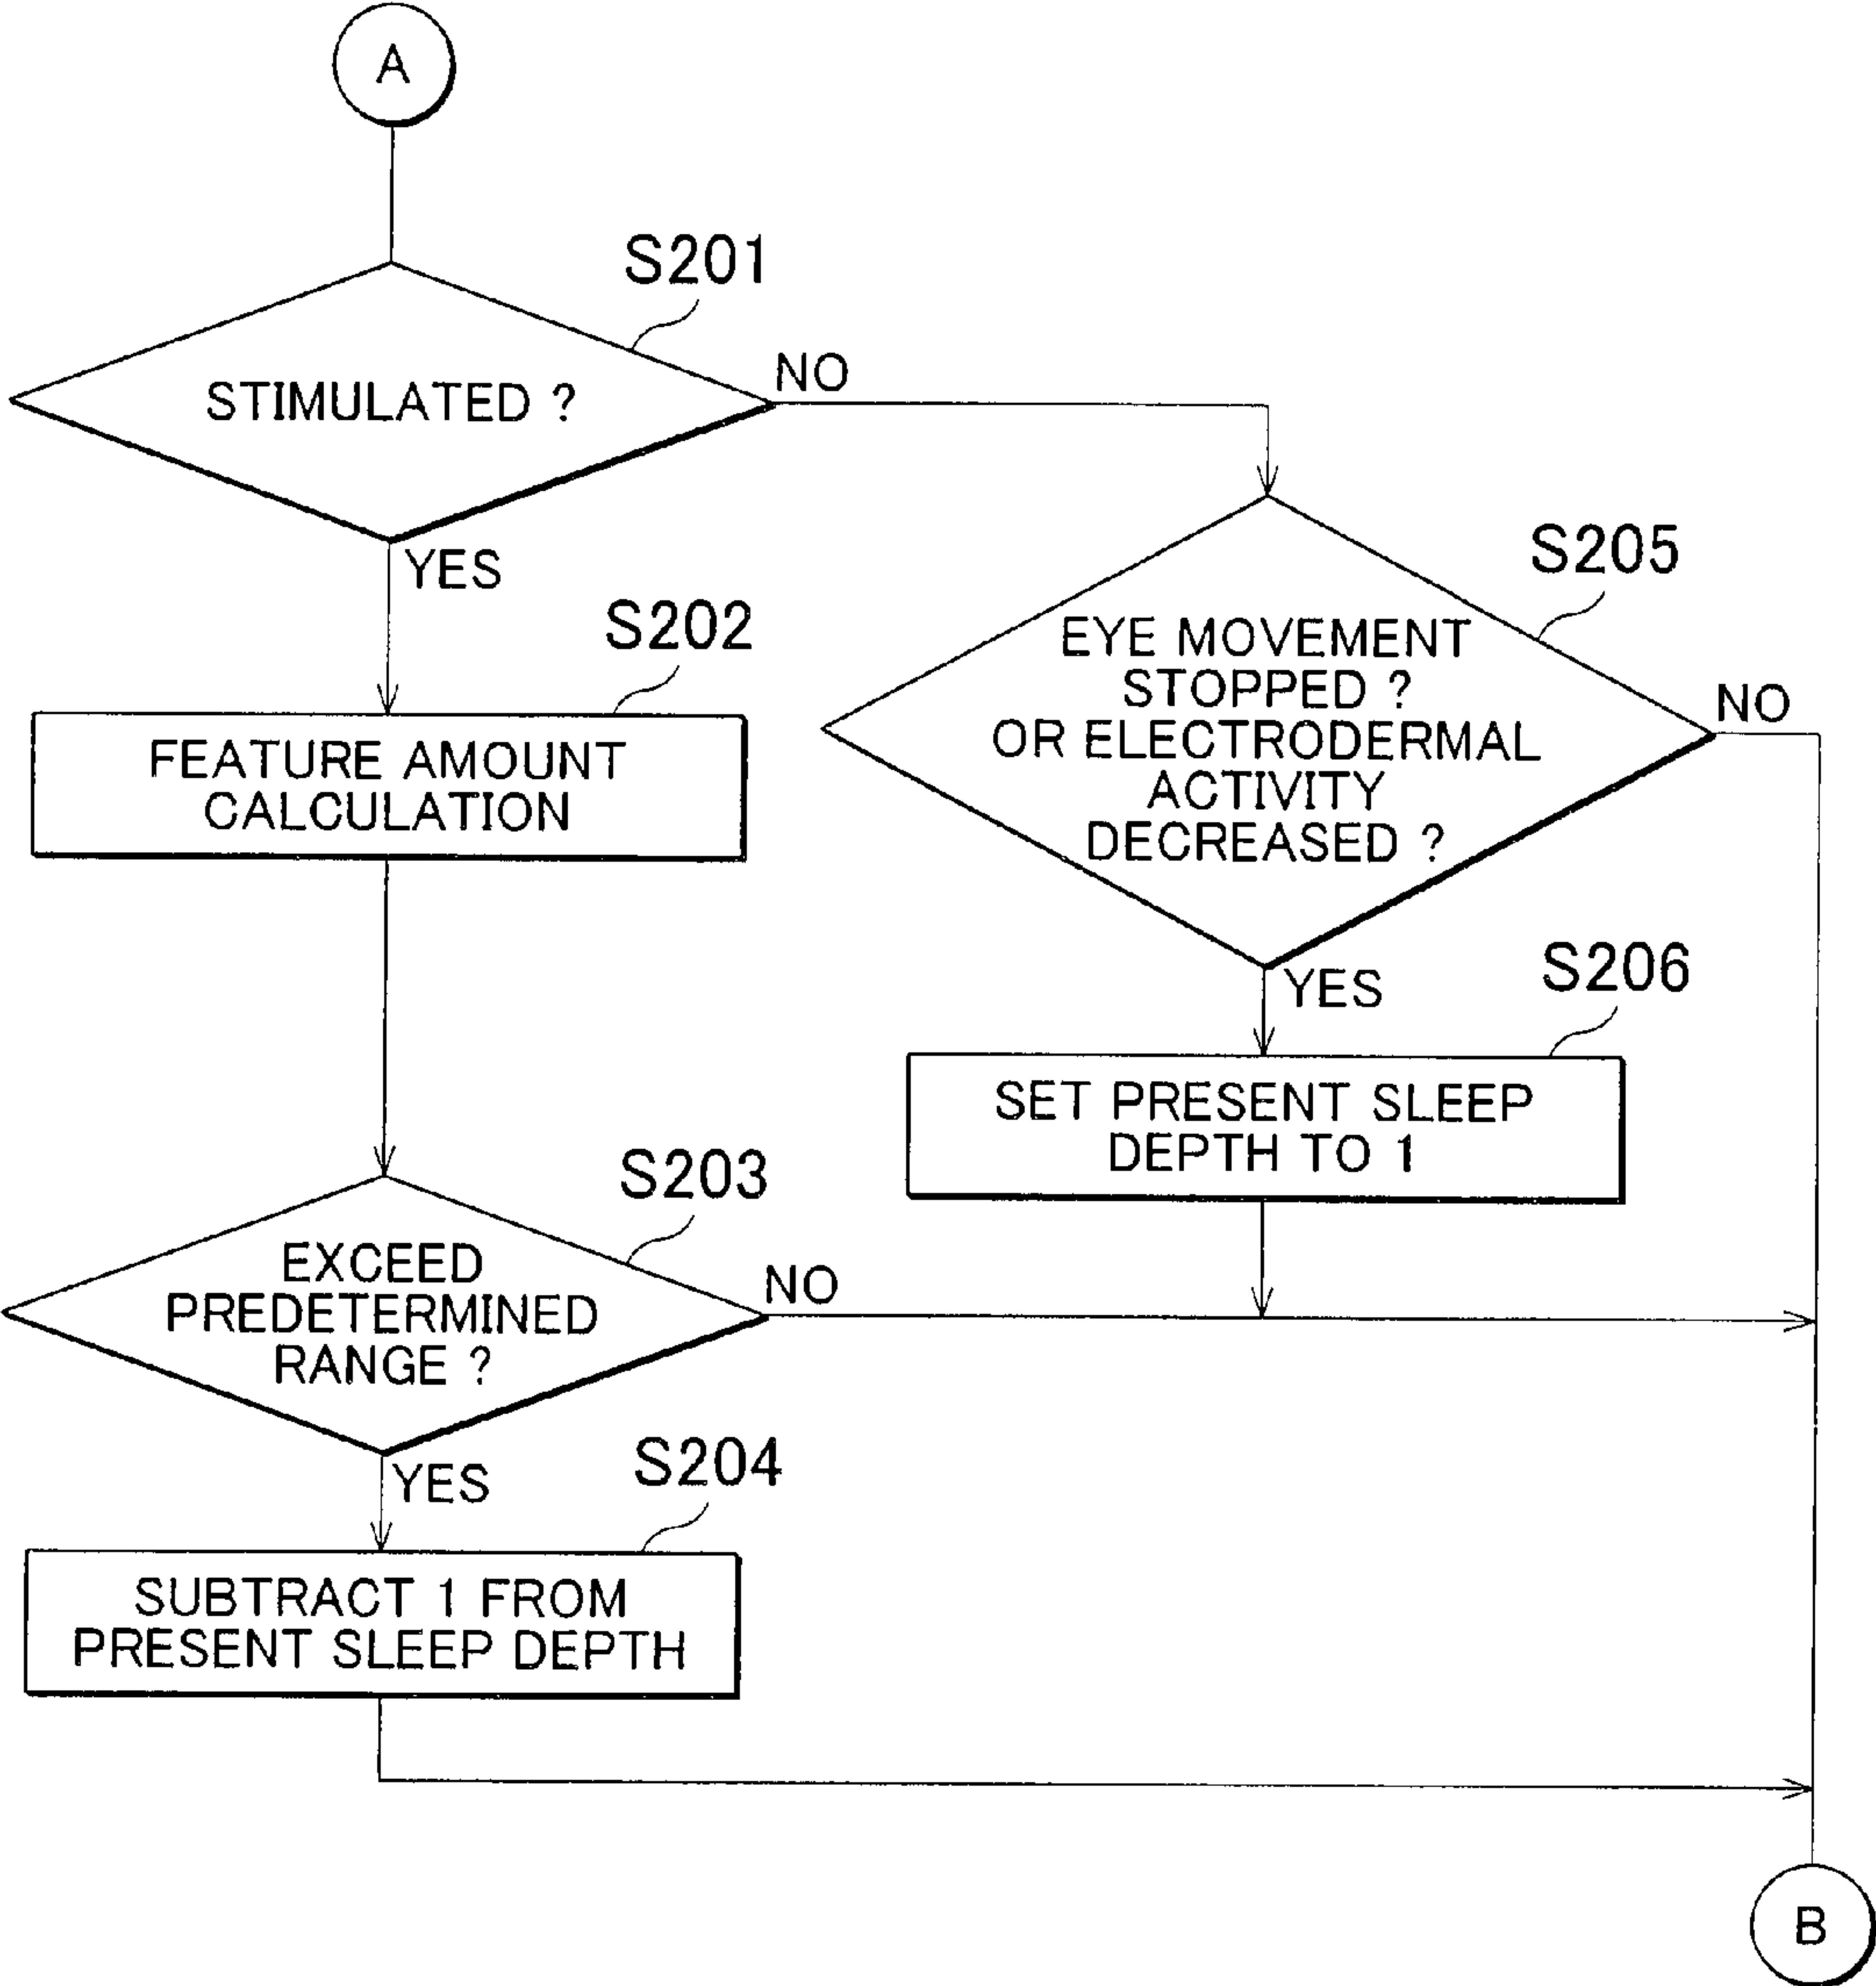 A
S201
STIMULATED ?
NO
YES
S202
FEATURE AMOUNT
CALCULATION
S205
EYE MOVEMENT
STOPPED ?
OR ELECTRODERMAL
ACTIVITY
DECREASED ?
NO
YES
S206
SET PRESENT SLEEP
DEPTH TO 1
S203
EXCEED
PREDETERMINED
RANGE ?
NO
YES
S204
SUBTRACT 1 FROM
PRESENT SLEEP DEPTH
B